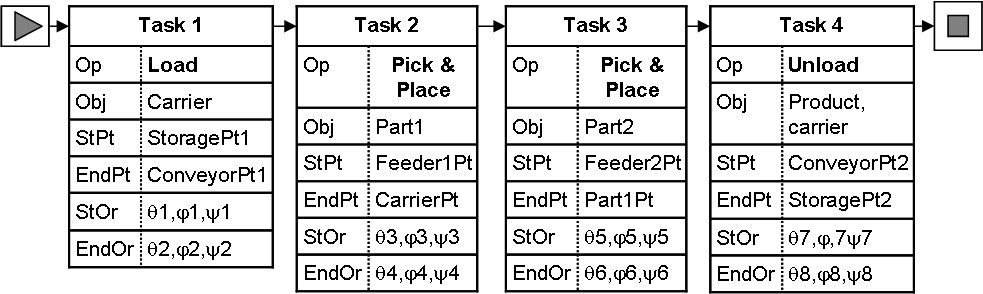 Task 1
Op Load
Obj Carrier
StPt StoragePt1
EndPt ConveyorPt1
StOr θ1,φ1,ψ1
EndOr θ2,φ2,ψ2
Task 2
Op Pick &
Place
Obj Part1
StPt Feeder1Pt
EndPt CarrierPt
StOr θ3,φ3,ψ3
EndOr θ4,φ4,ψ4
Task 3
Op Pick &
Place
Obj Part2
StPt Feeder2Pt
EndPt Part1Pt
StOr θ5,φ5,ψ5
EndOr θ6,φ6,ψ6
Task 4
Op Unload
Obj Product,
carrier
StPt ConveyorPt2
EndPt StoragePt2
StOr θ7,φ,7ψ7
EndOr θ8,φ8,ψ8